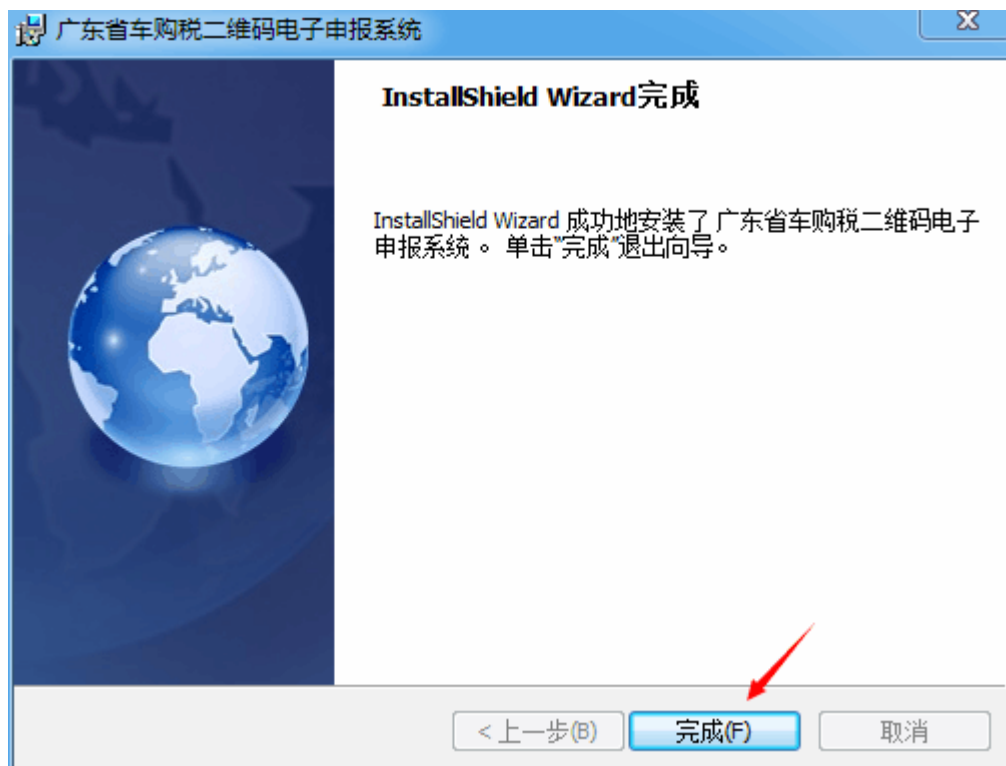 广东省车购税二维码电子申报系统
InstallShield Wizard完成
InstallShield Wizard 成功地安装了 广东省车购税二维码电子
申报系统 。 单击"完成"退出向导。
<上一步(B)
完成(F)
取消